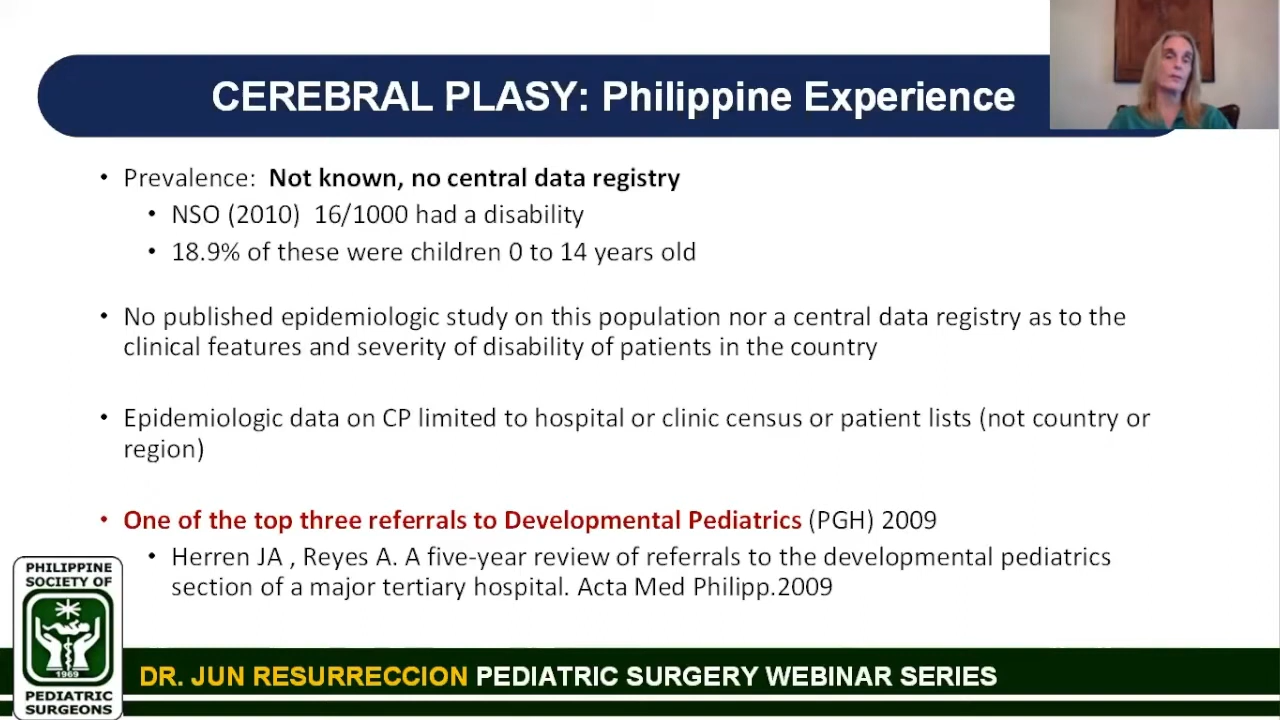 CEREBRAL PLASY: Philippine Experience
• Prevalence: Not known, no central data registry
• NSO (2010) 16/1000 had a disability
• 18.9% of these were children 0 to 14 years old
• No published epidemiologic study on this population nor a central data registry as to the
clinical features and severity of disability of patients in the country
• Epidemiologic data on CP limited to hospital or clinic census or patient lists (not country or
region)
• One of the top three referrals to Developmental Pediatrics (PGH) 2009
• Herren JA , Reyes A. A five-year review of referrals to the developmental pediatrics
section of a major tertiary hospital. Acta Med Philipp.2009
PHILIPPINE
SOCIETY OF
1969
PEDIATRIC
SURGEONS
DR. JUN RESURRECCION PEDIATRIC SURGERY WEBINAR SERIES